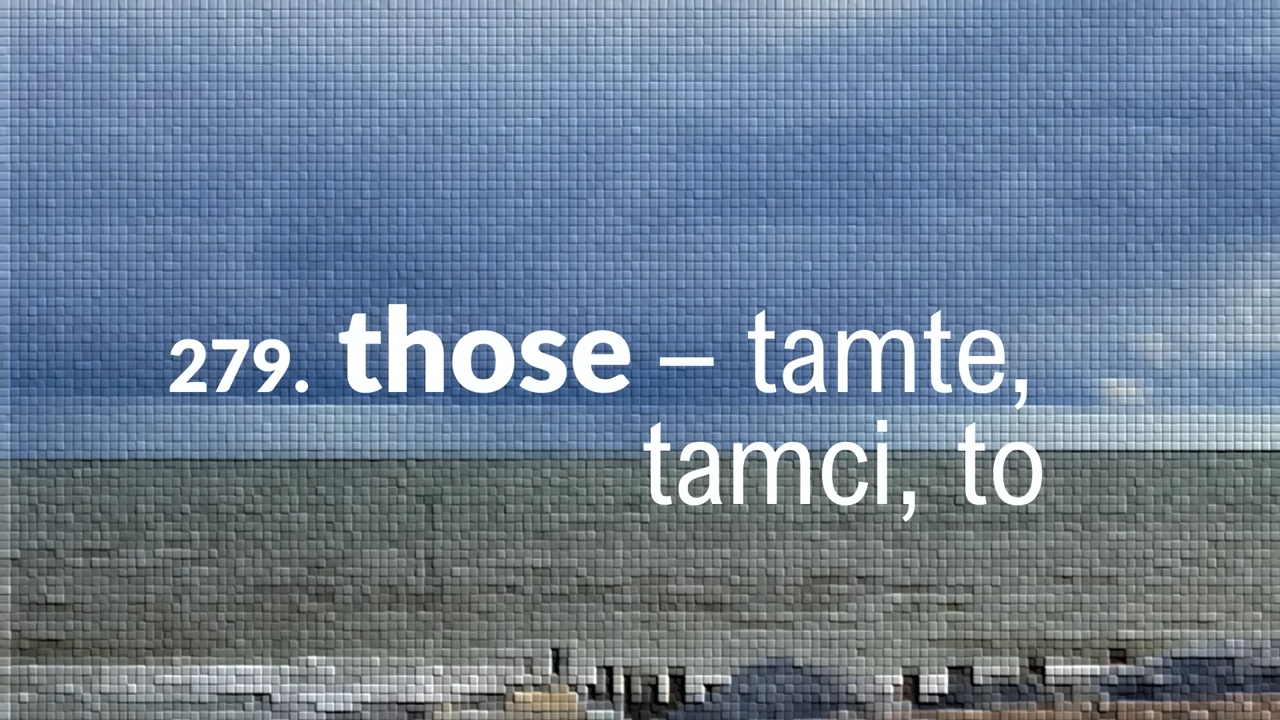 279. those – tamte,
tamci, to